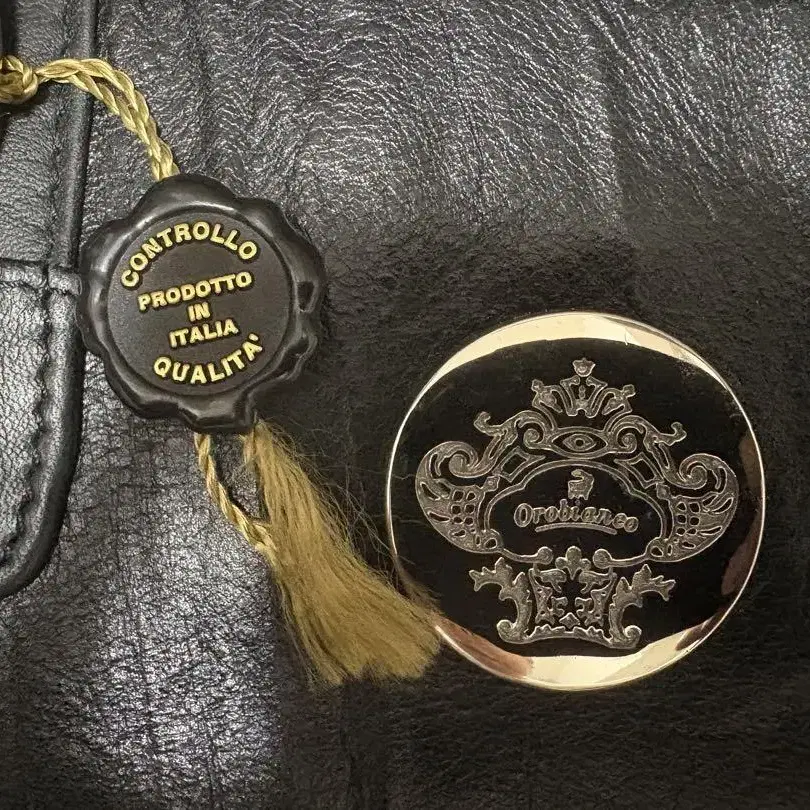 CONTROLLO
PRODOTTO
IN
ITALIA
QUALITA'
Orobianco